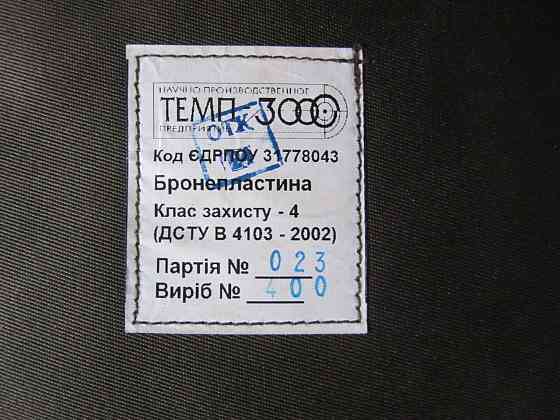 НАУЧНО-ПРОИЗВОДСТВЕННОЕ
ТЕМП-3000
ПРЕДПРИЯТИЕ
ОТК
Код ЄДРПОУ 31778043
Бронепластина
Клас захисту - 4
(ДСТУ В 4103 - 2002)
Партія № 023
Виріб № 400